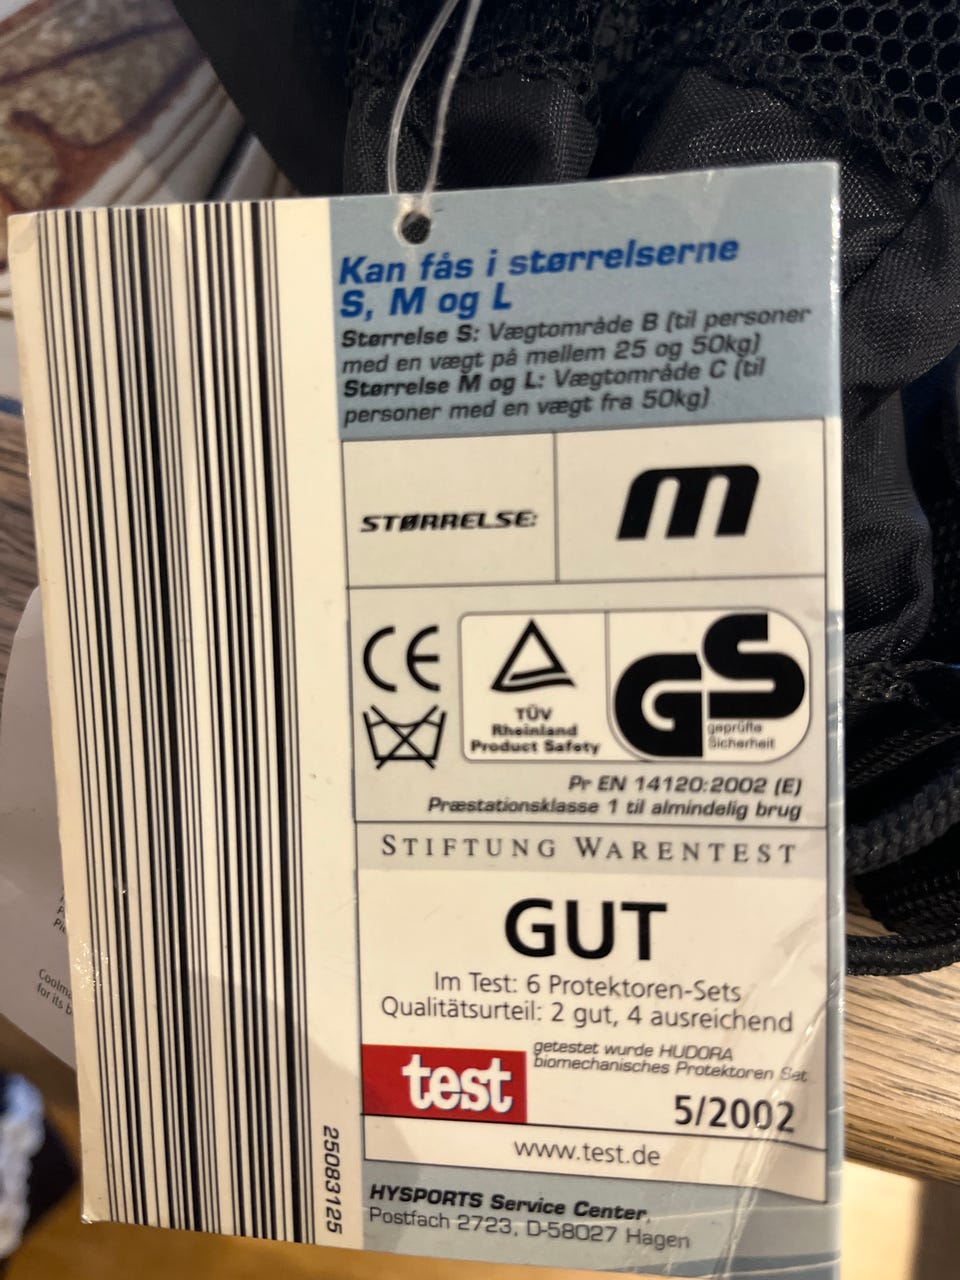 Kan fås i størrelserne
S, M og L
Størrelse S: Vægtområde B (til personer
med en vægt på mellem 25 og 50kg)
Størrelse M og L: Vægtområde C (til
personer med en vægt fra 50kg)
STØRRELSE:
m
CE
TÜV
Rheinland
Product Safety
GS
geprüfte
Sicherheit
Pr EN 14120:2002 (E)
Præstationsklasse 1 til almindelig brug
STIFTUNG WARENTEST
GUT
Im Test: 6 Protektoren-Sets
Qualitätsurteil: 2 gut, 4 ausreichend
test
getestet wurde HUDORA
biomechanisches Protektoren Set
5/2002
www.test.de
HYSPORTS Service Center,
Postfach 2723, D-58027 Hagen
25083125
for its